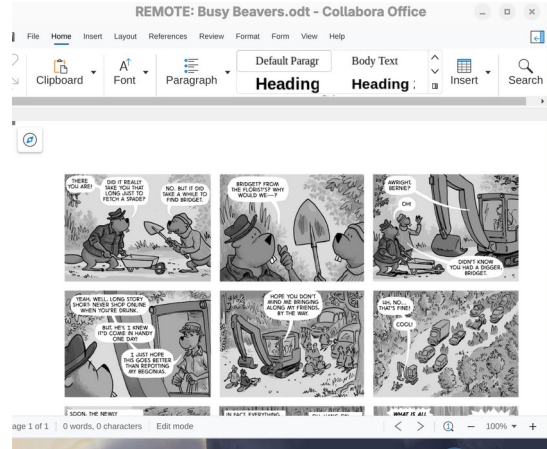 REMOTE: Busy Beavers.odt - Collabora Office
File Home Insert Layout References Review Format Form View Help
Clipboard
Font
Paragraph
Default Paragr
Body Text
Heading
Heading
Insert
Search
THERE
YOU ARE!
DID IT REALLY
TAKE YOU THAT
LONG JUST TO
FETCH A SPADE?
NO. BUT IT DID
TAKE A WHILE TO
FIND BRIDGET.
BRIDGET? FROM
THE FLORIST'S? WHY
WOULD WE—?
AWRIGHT,
BERNIE?
OH!
DIDN'T KNOW
YOU HAD A DIGGER,
BRIDGET.
YEAH, WELL. LONG STORY
SHORT: NEVER SHOP ONLINE
WHEN YOU'RE DRUNK.
BUT, HE'S I KNEW
IT'D COME IN HANDY
ONE DAY!
I JUST HOPE
THIS GOES BETTER
THAN REPOTTING
MY BEGONIAS.
HOPE YOU DON'T
MIND ME BRINGING
ALONG MY FRIENDS,
BY THE WAY.
UH, NO...
THAT'S FINE!
COOL!
SOON, THE NEWLY
IN FACT, EVERYTHING
WHAT IS ALL
age 1 of 1 0 words, 0 characters Edit mode
100%